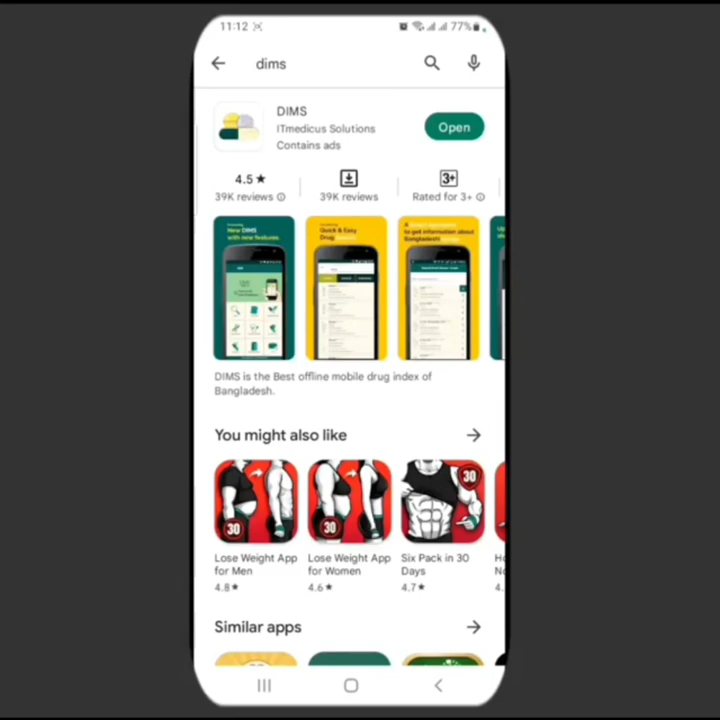 11:12
77%
dims
DIMS
ITmedicus Solutions
Contains ads
Open
4.5★
39K reviews
39K reviews
3+
Rated for 3+
New DIMS
with new features.
Quick & Easy
Drug
to get information about
Bangladesh
DIMS is the Best offline mobile drug index of
Bangladesh.
You might also like
30
30
30
Lose Weight App
for Men
4.8★
Lose Weight App
for Women
4.6★
Six Pack in 30
Days
4.7★
Similar apps